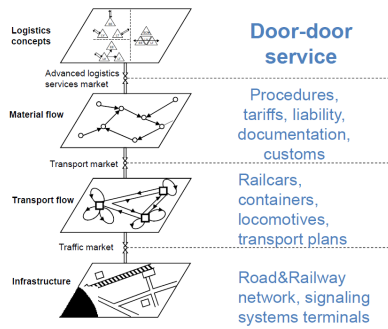 Logistics
concepts
Door-door
service
Advanced logistics
services market
Material flow
Procedures,
tariffs, liability,
documentation,
customs
Transport market
Transport flow
Railcars,
containers,
locomotives,
transport plans
Traffic market
Infrastructure
Road&Railway
network, signaling
systems terminals